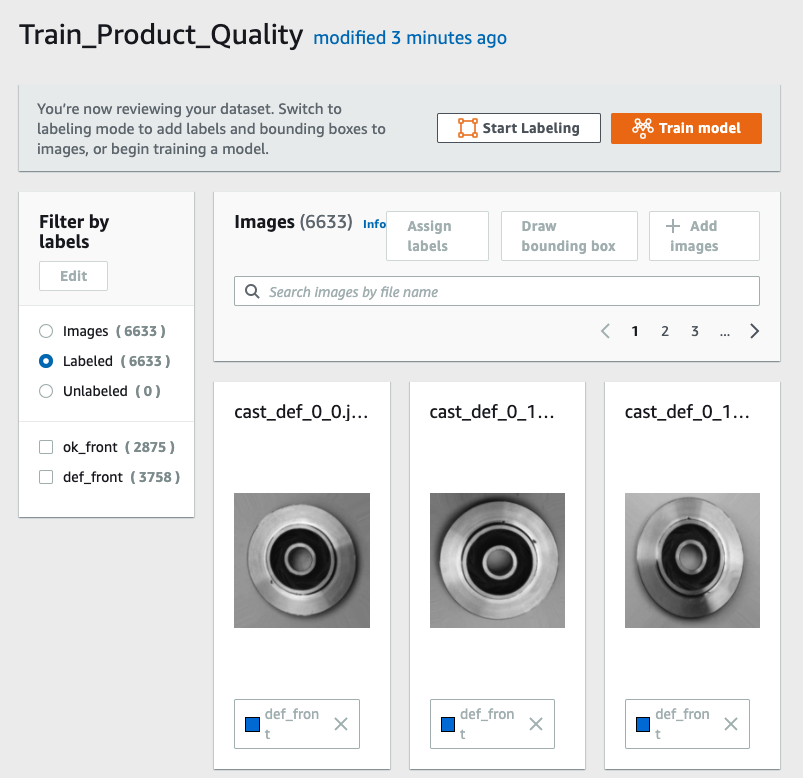 Train_Product_Quality modified 3 minutes ago
You're now reviewing your dataset. Switch to
labeling mode to add labels and bounding boxes to
images, or begin training a model.
Start Labeling
Train model
Filter by
labels
Edit
Images ( 6633 )
Labeled ( 6633 )
Unlabeled ( 0 )
ok_front ( 2875 )
def_front ( 3758 )
Images (6633) Info
Assign
labels
Draw
bounding box
Add
images
Search images by file name
1 2 3 ...
cast_def_0_0.j...
cast_def_0_1...
cast_def_0_1...
def_fron
t
def_fron
t
def_fron
t